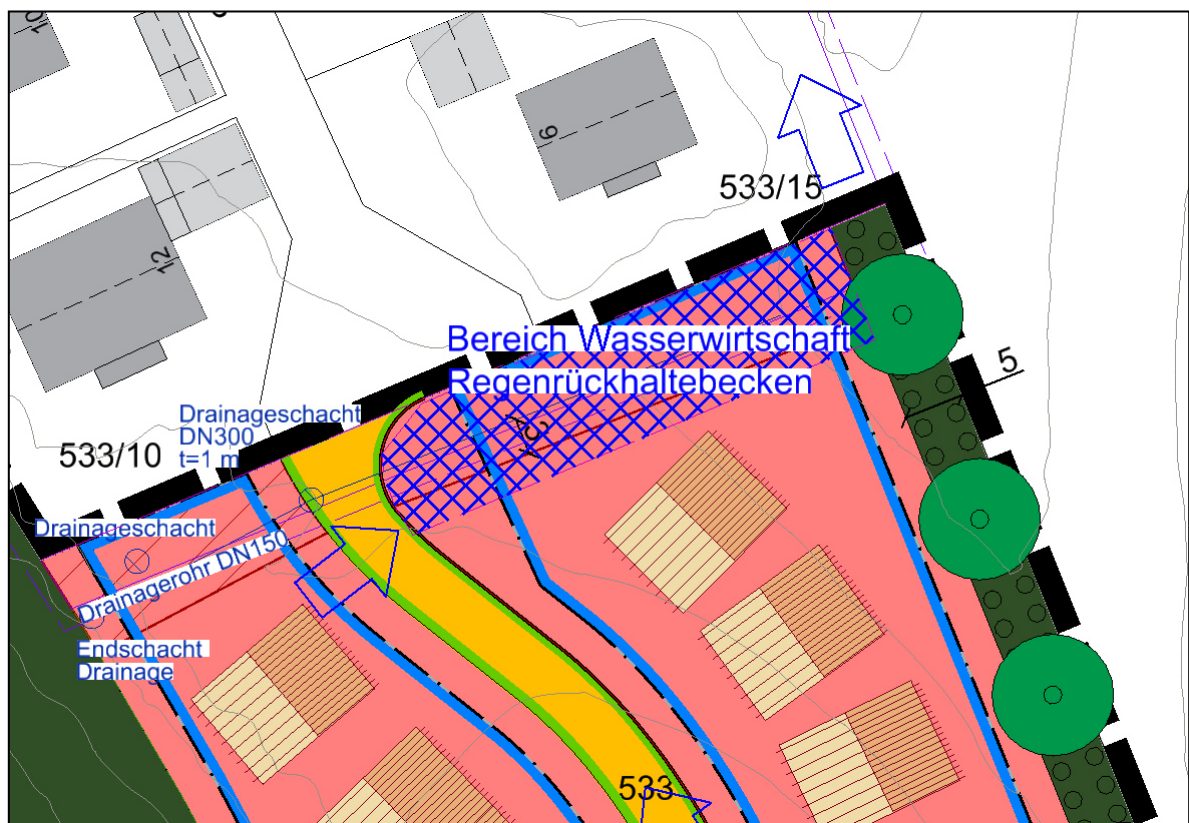 10
6
533/15
12
Bereich Wasserwirtschaft
Regenrückhaltebecken
5
Drainageschacht
DN300
t=1 m
533/10
Drainageschacht
Drainagerohr DN150
Endschacht
Drainage
533